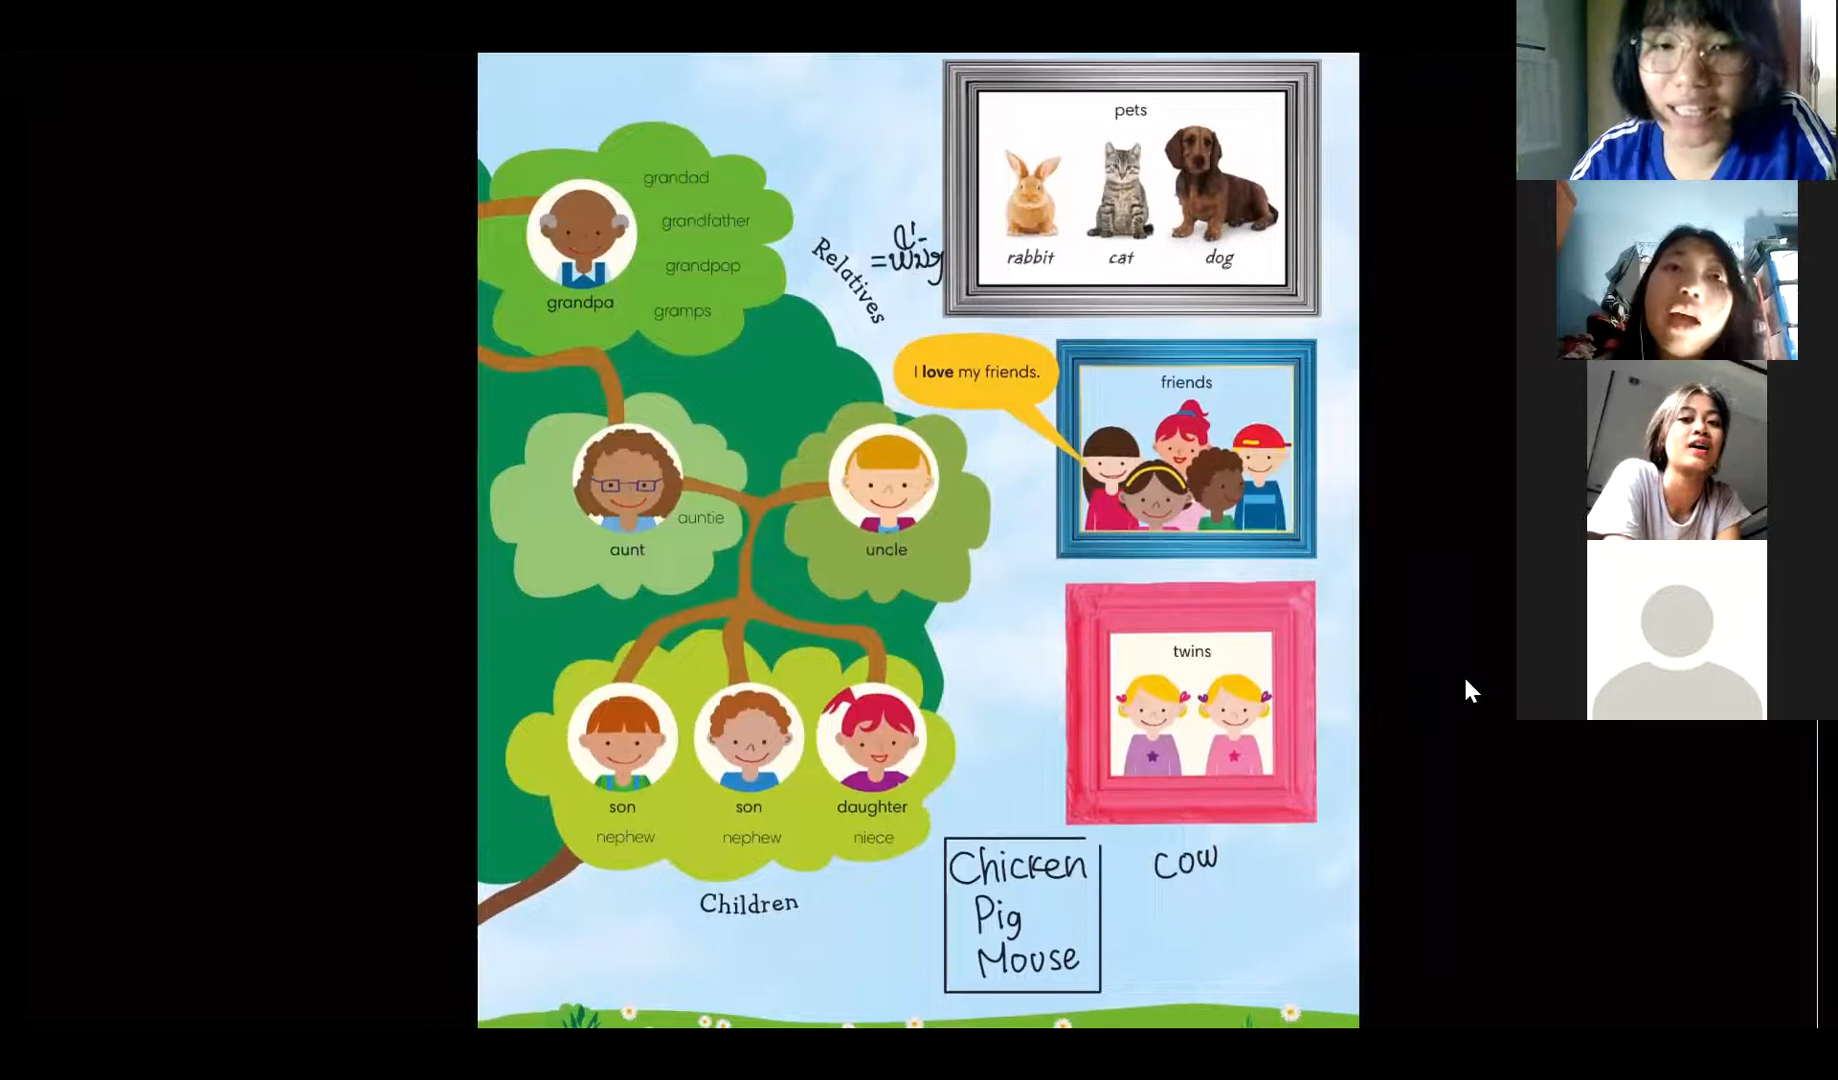 grandad
grandfather
grandpop
gramps
grandpa
Relatives
pets
rabbit cat dog
I love my friends.
friends
auntie
aunt
uncle
twins
son son daughter
nephew nephew niece
Children
Chicken
Pig
Mouse
cow